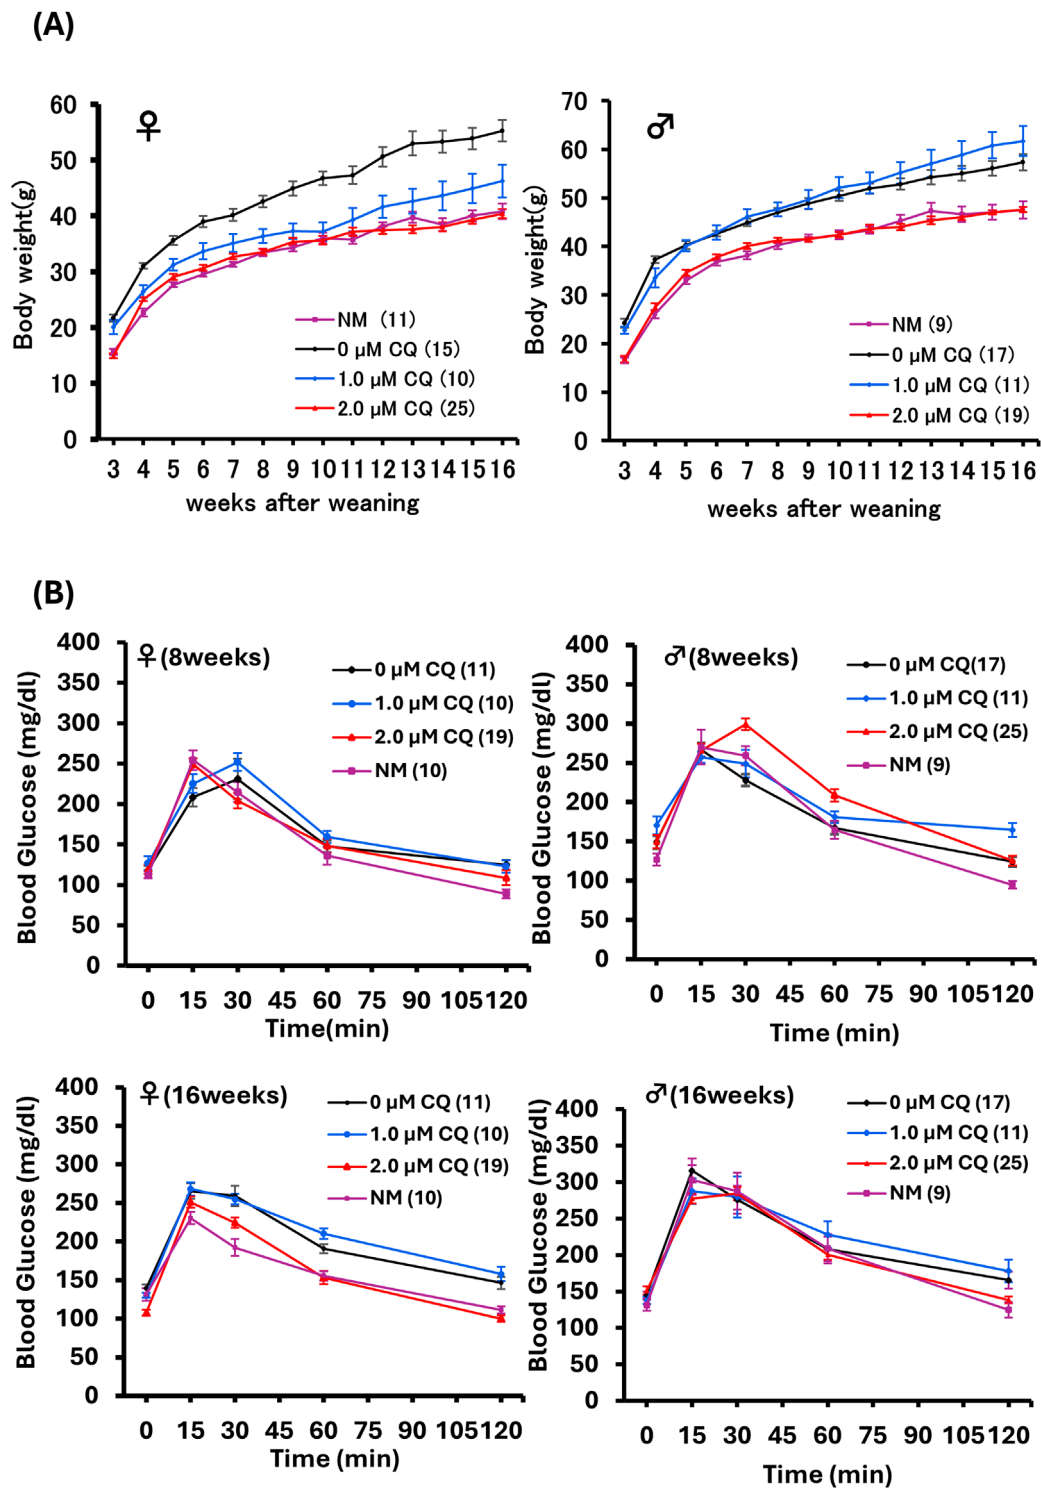 (A)
♀
60
50
40
30
20
10
0
Body weight(g)
NM (11)
0 μM CQ (15)
1.0 μM CQ (10)
2.0 μM CQ (25)
3 4 5 6 7 8 9 10 11 12 13 14 15 16
weeks after weaning
♂
70
60
50
40
30
20
10
0
Body weight(g)
NM (9)
0 μM CQ (17)
1.0 μM CQ (11)
2.0 μM CQ (19)
3 4 5 6 7 8 9 10 11 12 13 14 15 16
weeks after weaning
(B)
♀(8weeks)
400
350
300
250
200
150
100
50
0
Blood Glucose (mg/dl)
0 μM CQ (11)
1.0 μM CQ (10)
2.0 μM CQ (19)
NM (10)
0 15 30 45 60 75 90 105 120
Time(min)
♂(8weeks)
400
350
300
250
200
150
100
50
0
Blood Glucose (mg/dl)
0 μM CQ(17)
1.0 μM CQ (11)
2.0 μM CQ (25)
NM (9)
0 15 30 45 60 75 90 105 120
Time (min)
♀(16weeks)
400
350
300
250
200
150
100
50
0
Blood Glucose (mg/dl)
0 μM CQ (11)
1.0 μM CQ (10)
2.0 μM CQ (19)
NM (10)
0 15 30 45 60 75 90 105 120
Time (min)
♂(16weeks)
400
350
300
250
200
150
100
50
0
Blood Glucose (mg/dl)
0 μM CQ (17)
1.0 μM CQ (11)
2.0 μM CQ (25)
NM (9)
0 15 30 45 60 75 90 105 120
Time (min)